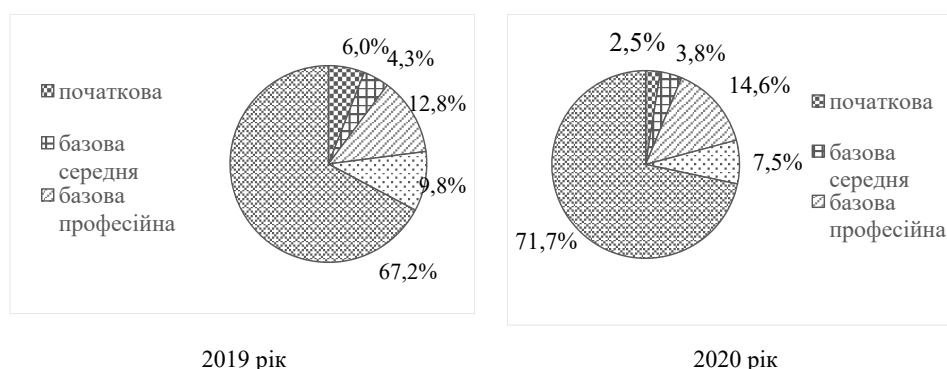 6,0%
4,3%
12,8%
9,8%
67,2%
початкова
базова
середня
базова
професійна
2019 рік
2,5%
3,8%
14,6%
7,5%
71,7%
початкова
базова
середня
базова
професійна
2020 рік